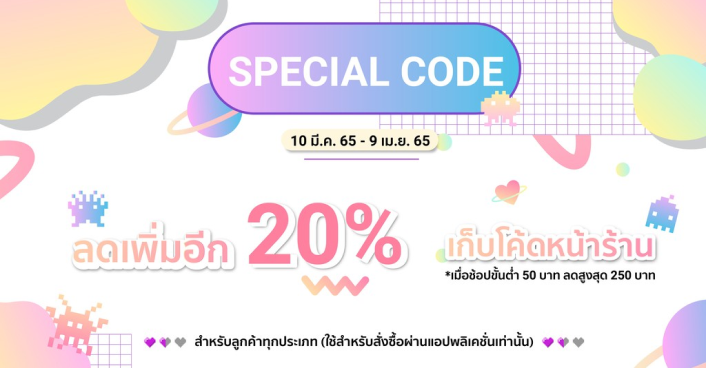 SPECIAL CODE
10 มี.ค. 65 - 9 เม.ย. 65
ลดเพิ่มอีก 20% เก็บโค้ดหน้าร้าน
*เมื่อช้อปขั้นต่ำ 50 บาท ลดสูงสุด 250 บาท
สำหรับลูกค้าทุกประเภท (ใช้สำหรับสั่งซื้อผ่านแอปพลิเคชั่นเท่านั้น)